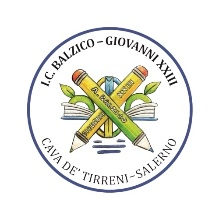 I.C. BALZICO – GIOVANNI XXIII
CAVA DE' TIRRENI – SALERNO